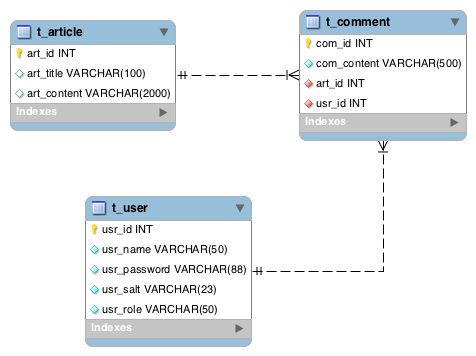 t_article
art_id INT
art_title VARCHAR(100)
art_content VARCHAR(2000)
Indexes
t_comment
com_id INT
com_content VARCHAR(500)
art_id INT
usr_id INT
Indexes
t_user
usr_id INT
usr_name VARCHAR(50)
usr_password VARCHAR(88)
usr_salt VARCHAR(23)
usr_role VARCHAR(50)
Indexes